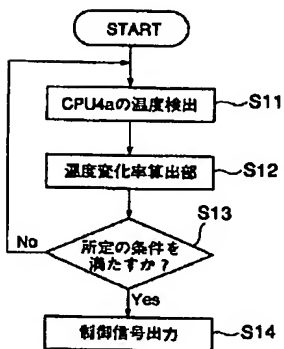 START
CPU4aの温度検出
S11
温度変化率算出部
S12
所定の条件を
満たすか？
S13
No
Yes
制御信号出力
S14